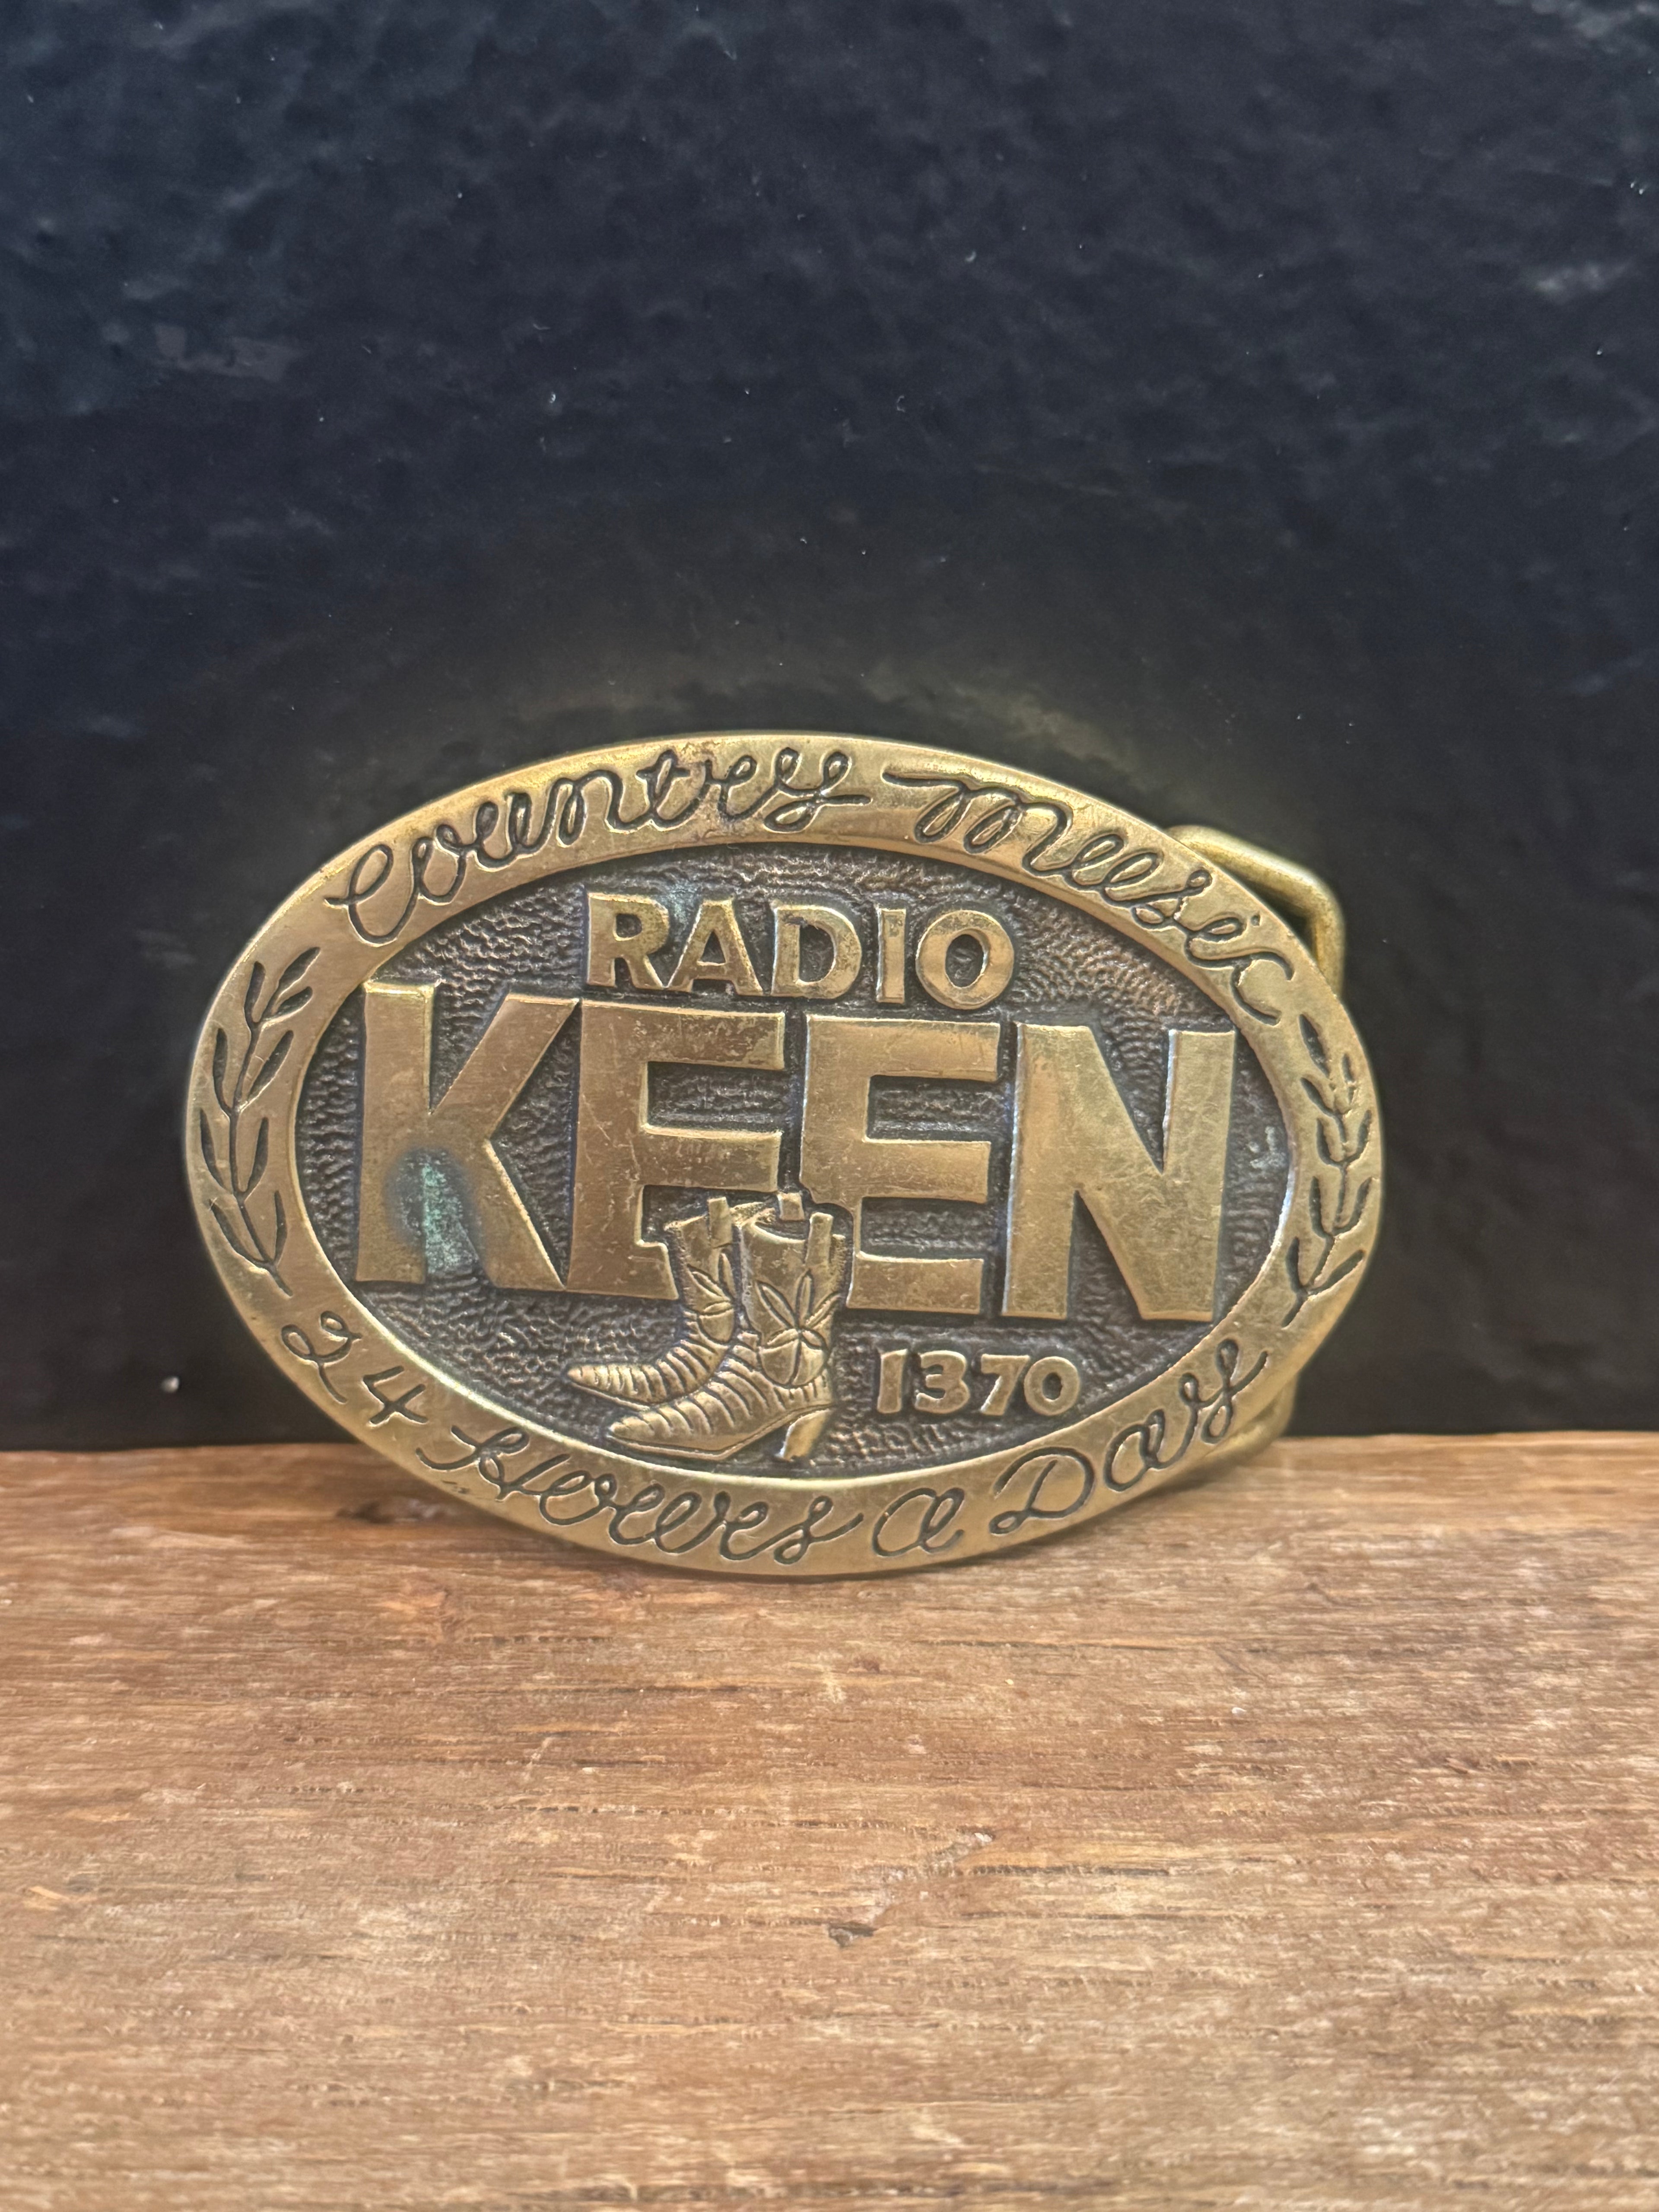 Country Music
RADIO
KEEN
1370
24 Hours A Day